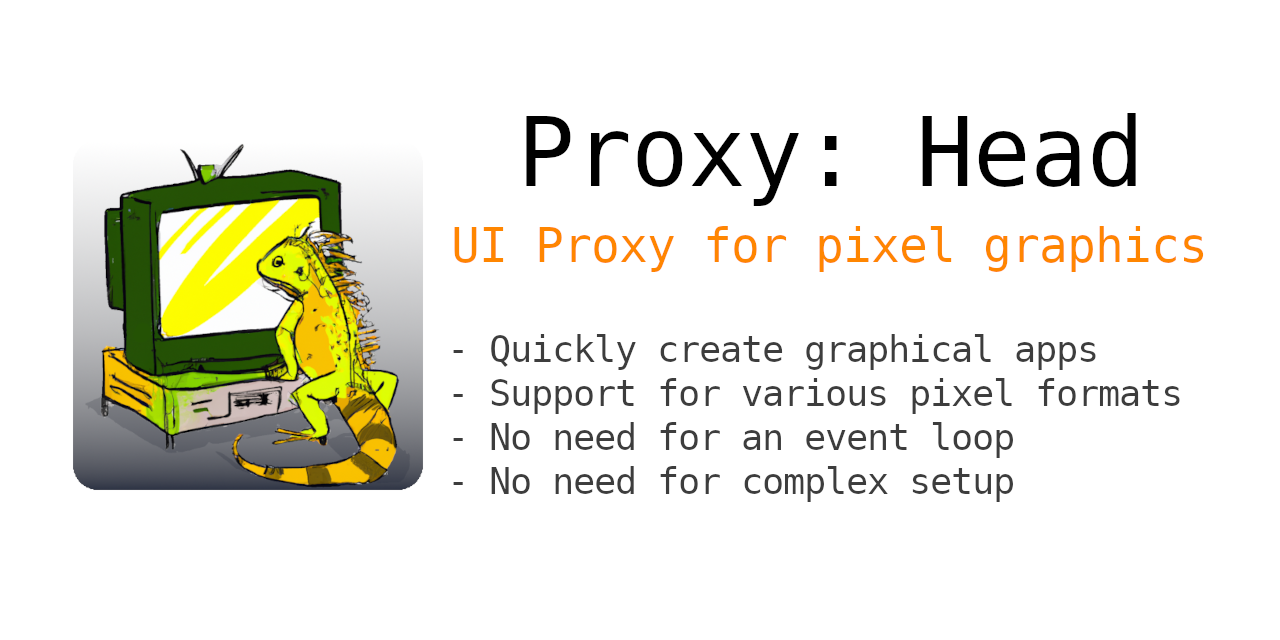 Proxy: Head
UI Proxy for pixel graphics
- Quickly create graphical apps
- Support for various pixel formats
- No need for an event loop
- No need for complex setup